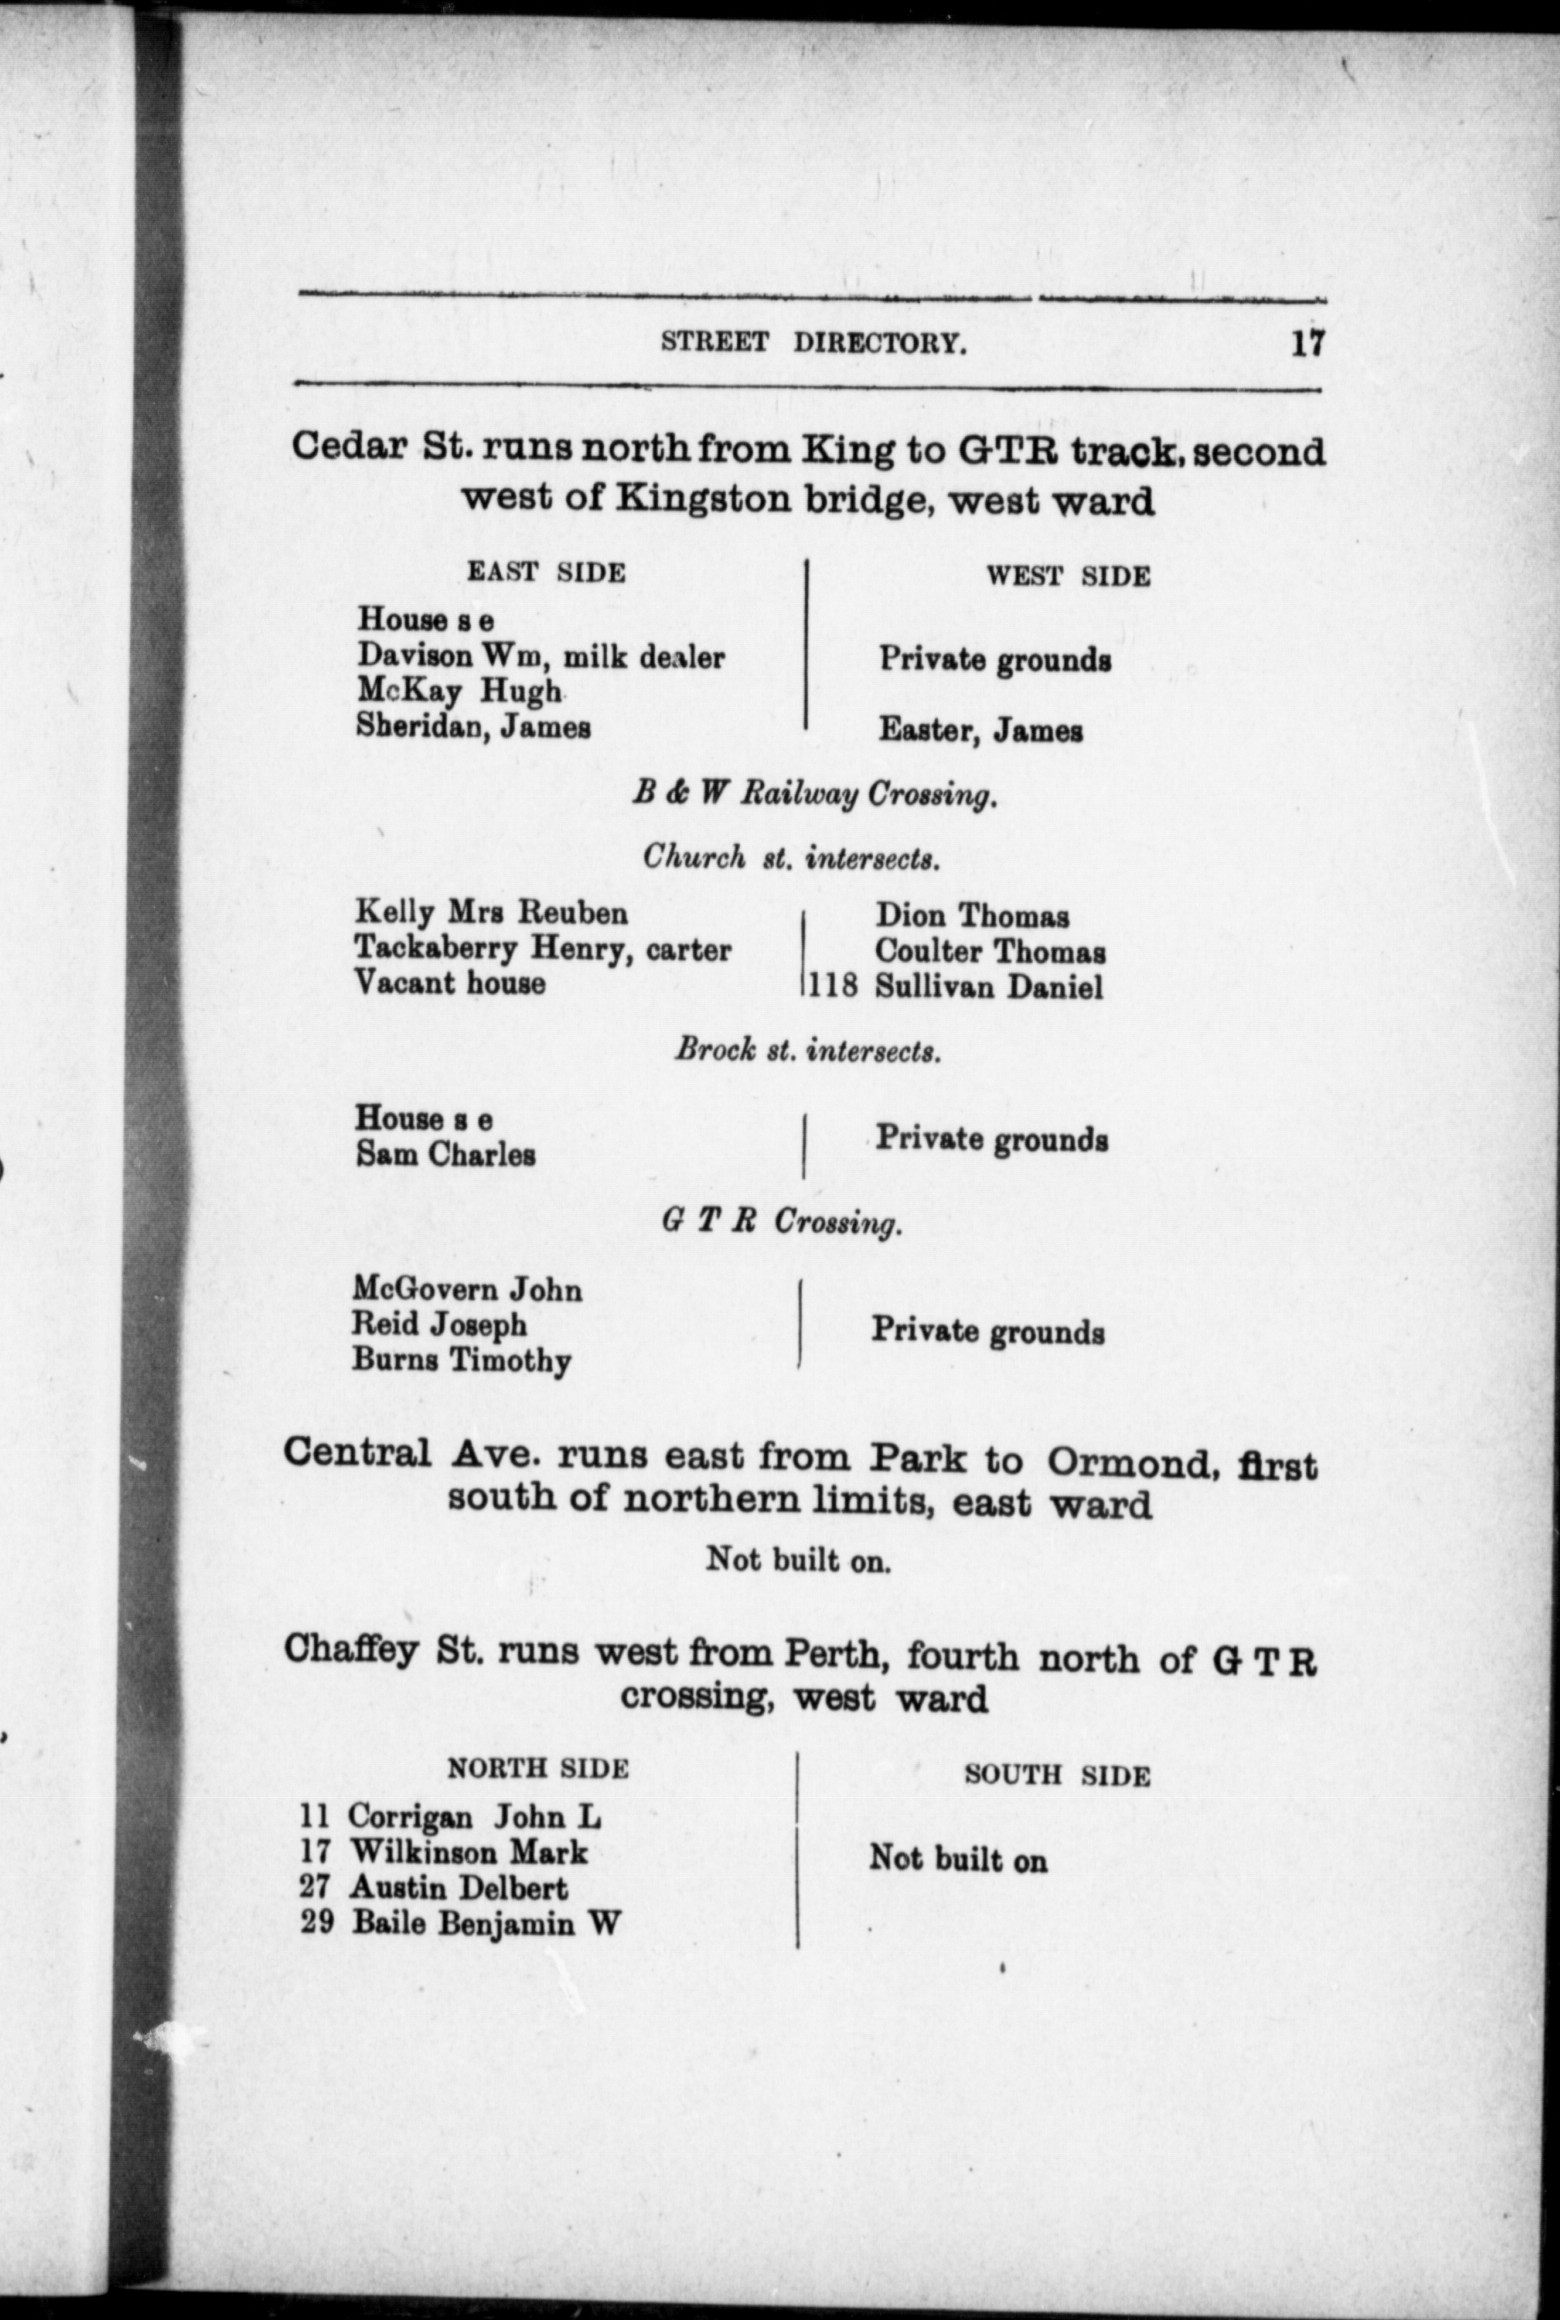 STREET DIRECTORY. 17
Cedar St. runs north from King to GTR track, second
west of Kingston bridge, west ward
EAST SIDE
House s e
Davison Wm, milk dealer
McKay Hugh
Sheridan, James
WEST SIDE
Private grounds
Easter, James
B & W Railway Crossing.
Church st. intersects.
Kelly Mrs Reuben
Tackaberry Henry, carter
Vacant house
Dion Thomas
Coulter Thomas
118 Sullivan Daniel
Brock st. intersects.
House s e
Sam Charles
Private grounds
G T R Crossing.
McGovern John
Reid Joseph
Burns Timothy
Private grounds
Central Ave. runs east from Park to Ormond, first
south of northern limits, east ward
Not built on.
Chaffey St. runs west from Perth, fourth north of G T R
crossing, west ward
NORTH SIDE
11 Corrigan John L
17 Wilkinson Mark
27 Austin Delbert
29 Baile Benjamin W
SOUTH SIDE
Not built on